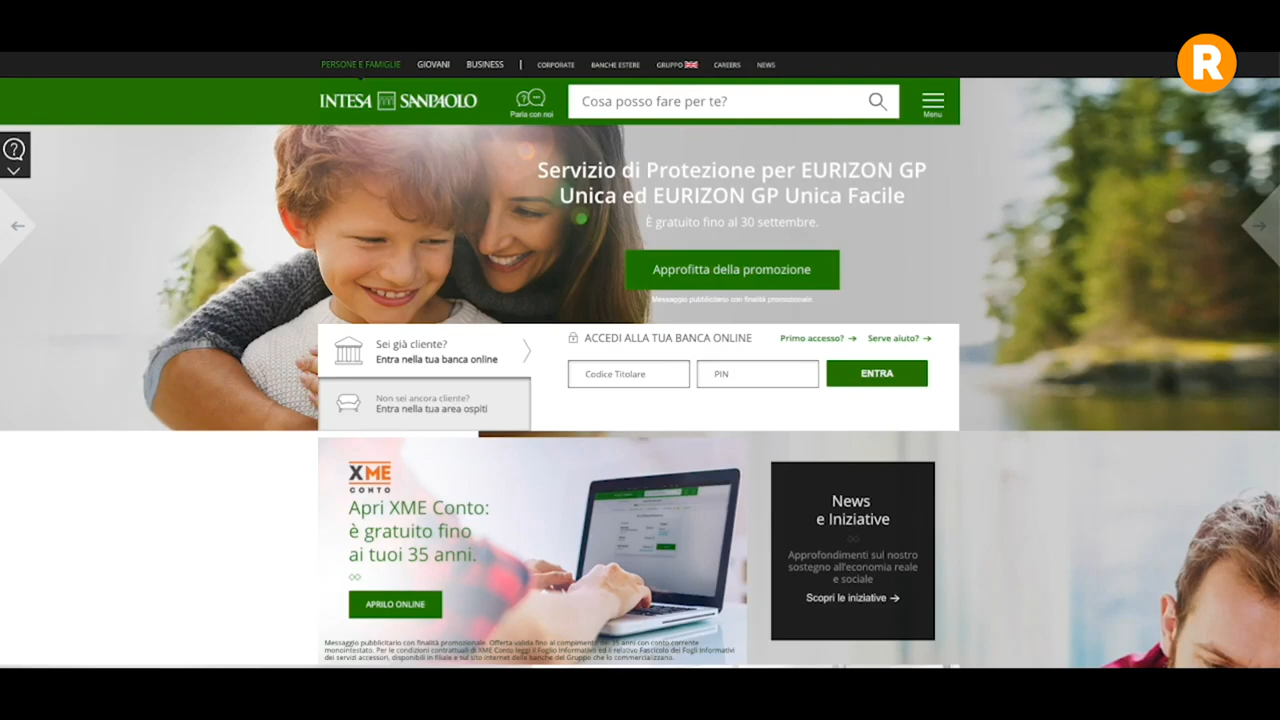 R
PERSONE E FAMIGLIE GIOVANI BUSINESS | CORPORATE BANCHE ESTERE GRUPPO CAREERS NEWS
INTESA SANPAOLO
Parla con noi
Cosa posso fare per te?
Menu
Servizio di Protezione per EURIZON GP
Unica ed EURIZON GP Unica Facile
È gratuito fino al 30 settembre.
Approfitta della promozione
Messaggio pubblicitario con finalità promozionale.
Sei già cliente?
Entra nella tua banca online
Non sei ancora cliente?
Entra nella tua area ospiti
ACCEDI ALLA TUA BANCA ONLINE
Primo accesso? → Serve aiuto? →
Codice Titolare
PIN
ENTRA
XME
CONTO
Apri XME Conto:
è gratuito fino
ai tuoi 35 anni.
APRILO ONLINE
Messaggio pubblicitario con finalità promozionale. Offerta valida fino al compimento dei 35 anni con conto corrente
monointestato. Per le condizioni contrattuali di XME Conto leggi il Foglio Informativo ed il relativo Fascicolo dei Fogli Informativi
dei servizi accessori, disponibili in filiale e sul sito internet delle banche del Gruppo che lo commercializzano.
News
e Iniziative
Approfondimenti sul nostro
sostegno all'economia reale
e sociale
Scopri le iniziative →